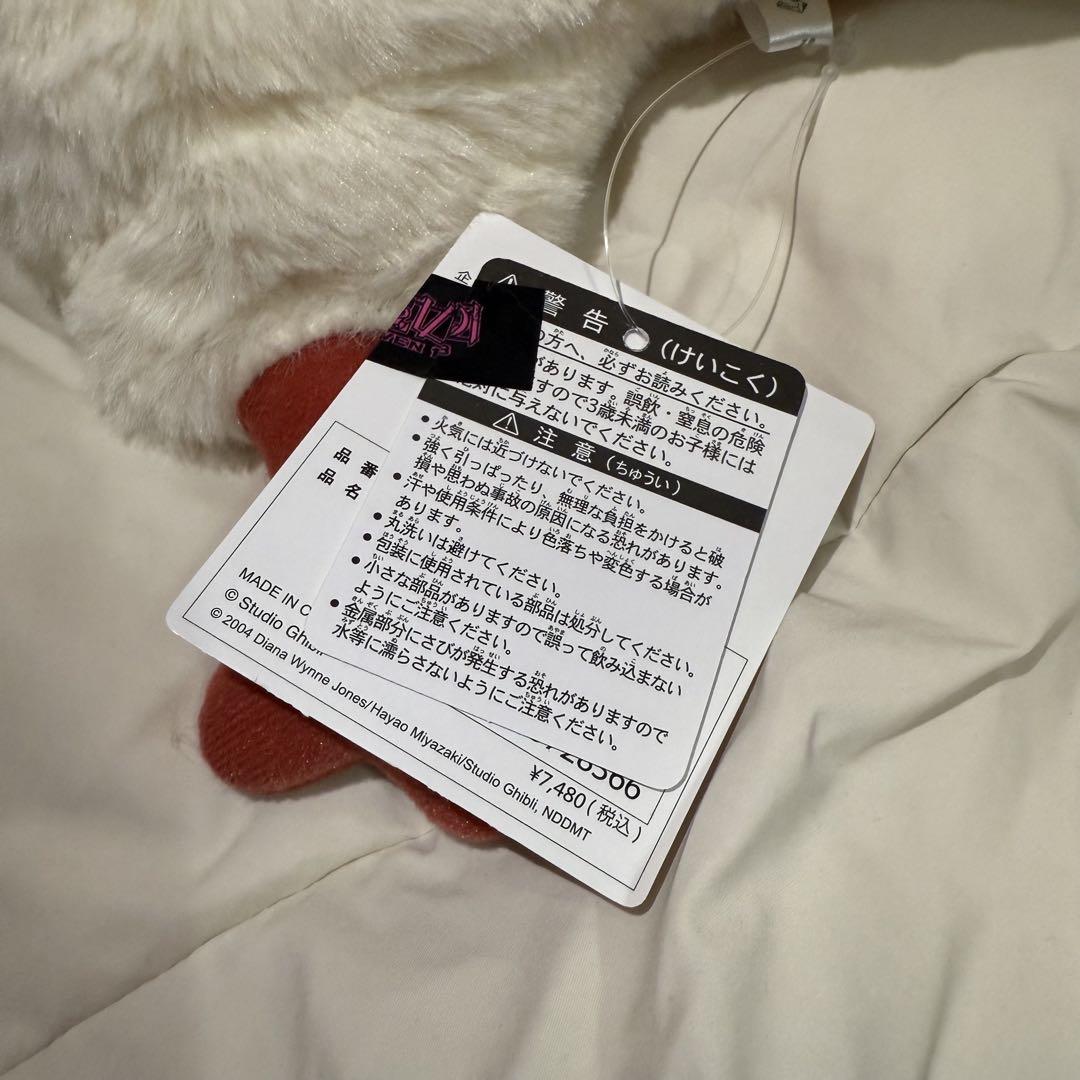 企
警告(けいこく)
の方へ、必ずお読みください。
があります。誤飲・窒息の危険
すので3歳未満のお子様には
絶対に与えないでください。
注意(ちゅうい)
•火気には近づけないでください。
•強く引っぱったり、無理な負担をかけると破
損や思わぬ事故の原因になる恐れがあります。
•汗や使用条件により色落ちや変色する場合が
あります。
•丸洗いは避けてください。
•包装に使用されている部品は処分してください。
•小さな部品がありますので誤って飲み込まない
ようにご注意ください。
•金属部分にさびが発生する恐れがありますので
水等に濡らさないようにご注意ください。
品番
品名
MADE IN C
© Studio Ghibli
© 2004 Diana Wynne Jones/Hayao Miyazaki/Studio Ghibli, NDDMT
26566
¥7,480(税込)